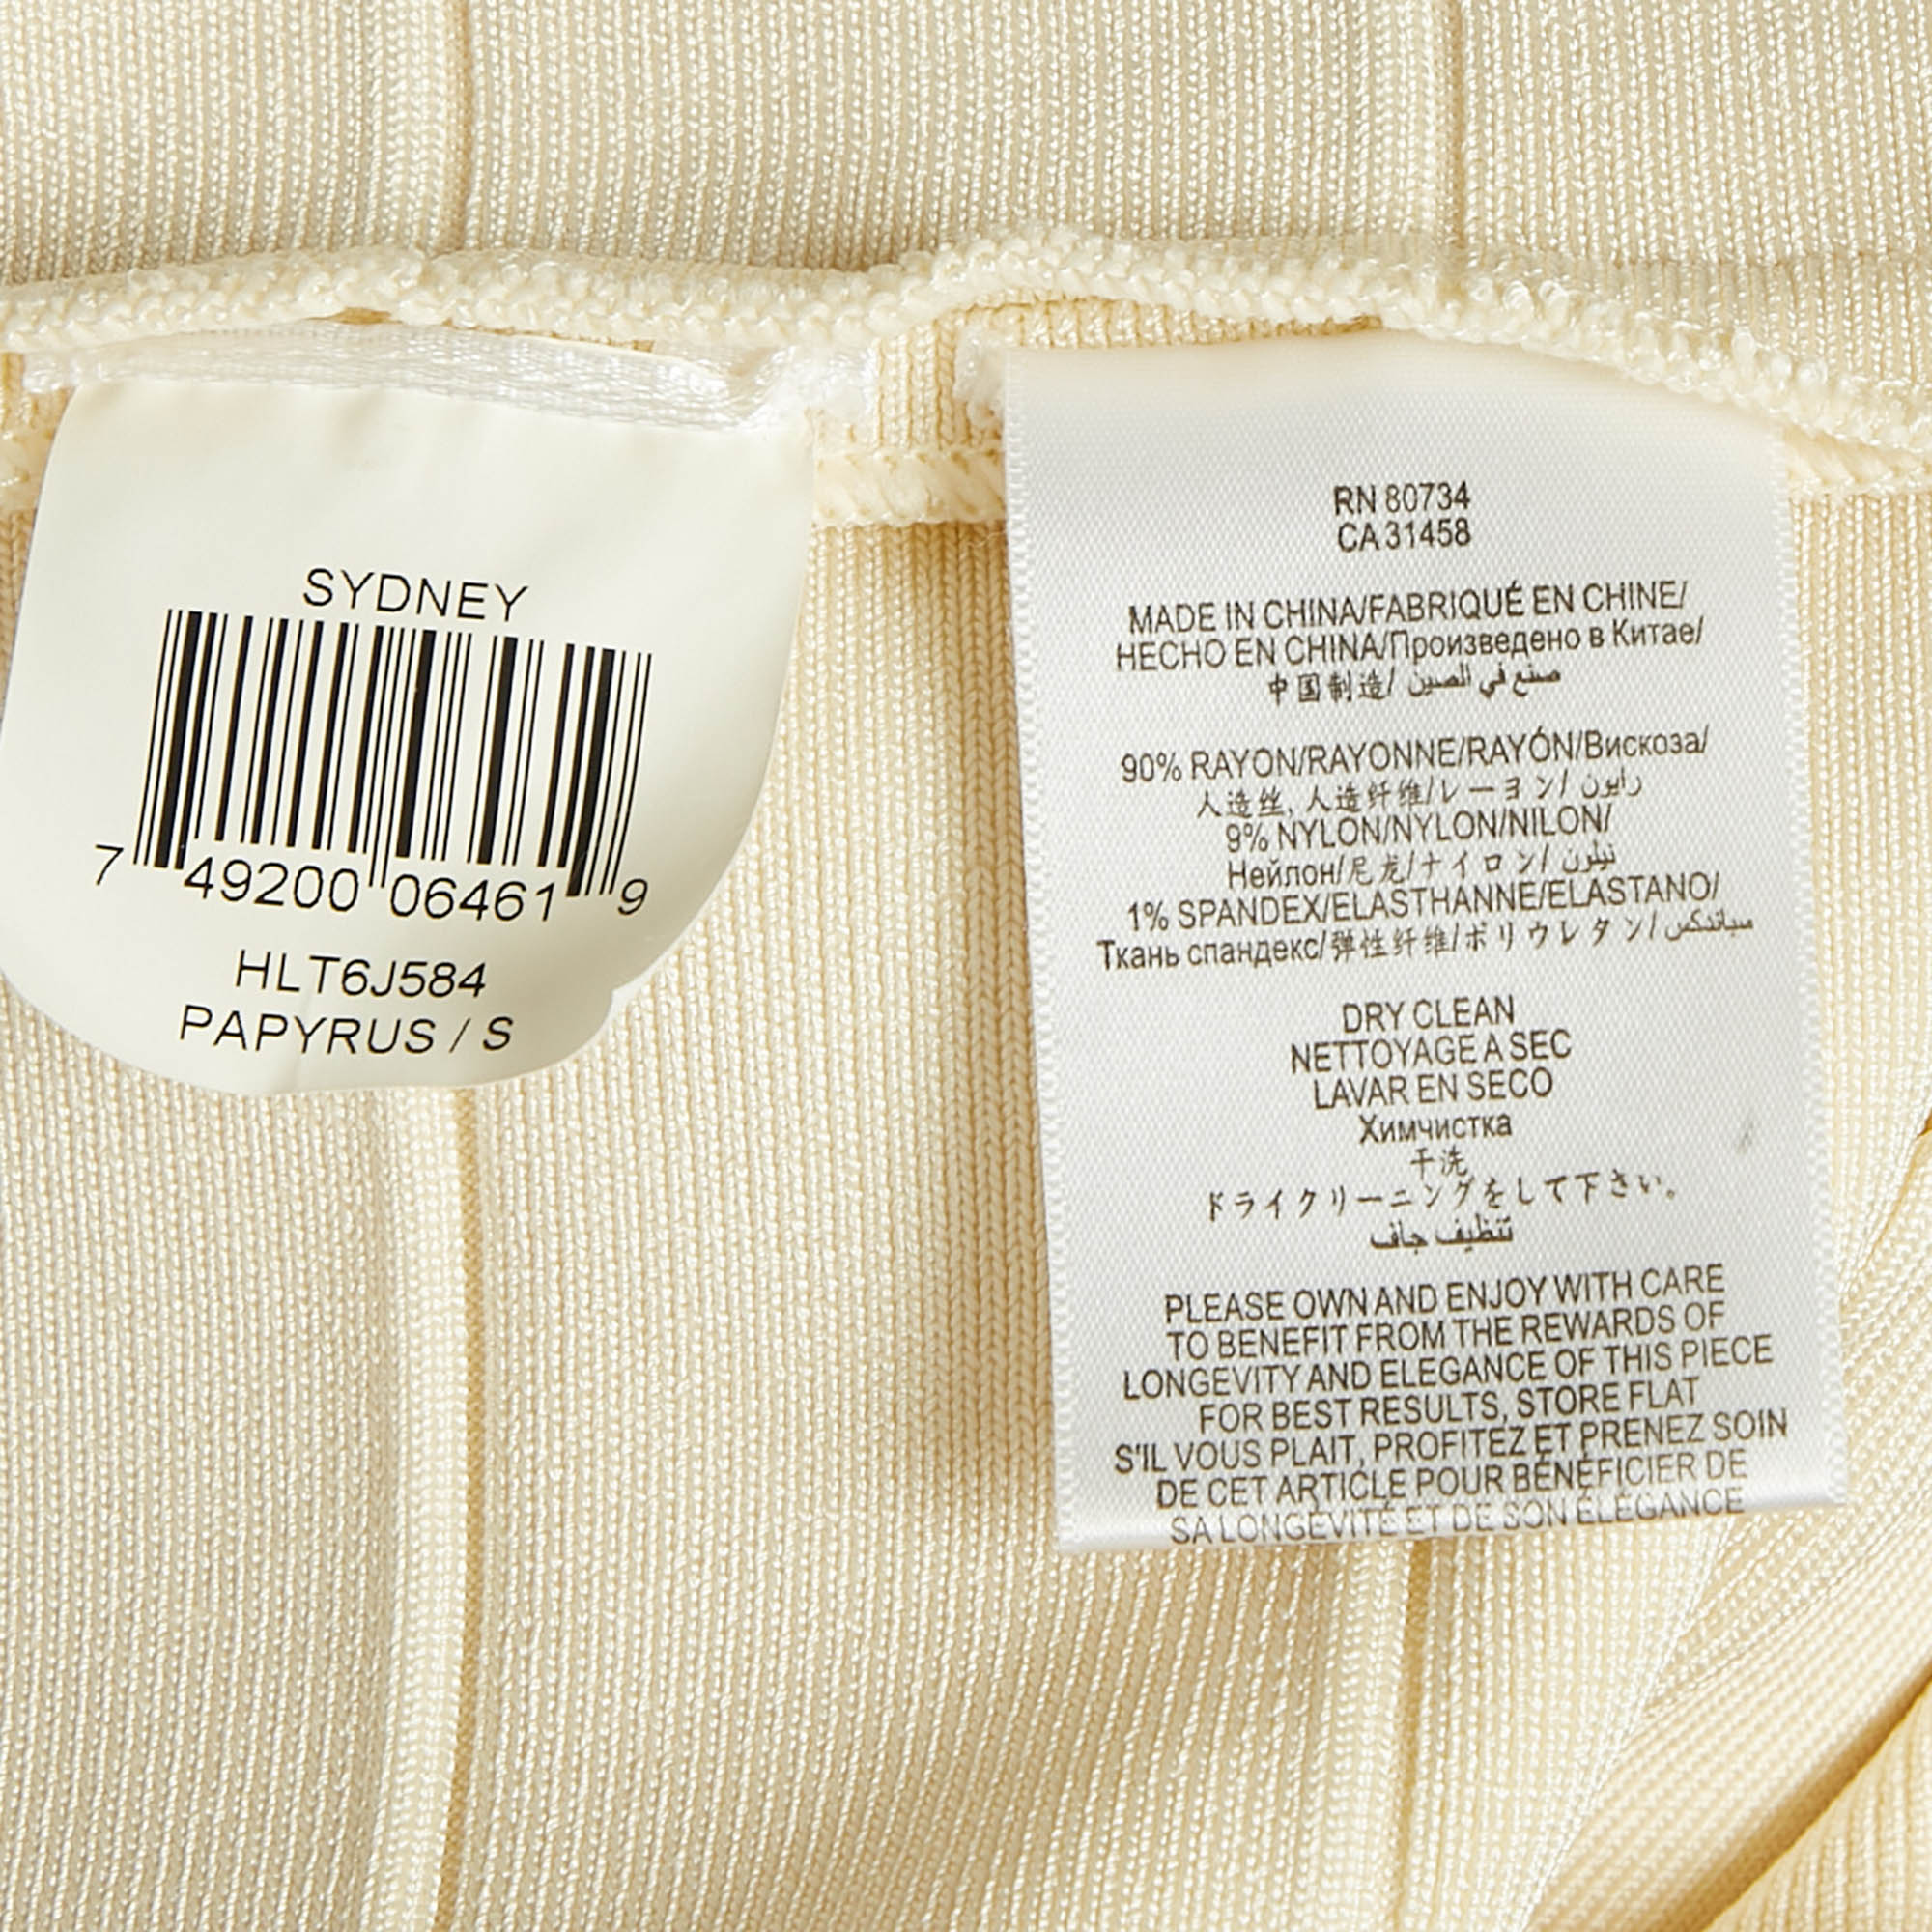 SYDNEY
7 49200 06461 9
HLT6J584
PAPYRUS / S
RN 80734
CA 31458
MADE IN CHINA/FABRIQUÉ EN CHINE/
HECHO EN CHINA/Произведено в Китае/
中国制造/ صنع في الصين
90% RAYON/RAYONNE/RAYÓN/Вискоза/
人造丝, 人造纤维/レーヨン/ رايون
9% NYLON/NYLON/NILON/
Нейлон/尼龙/ナイロン/ نيلون
1% SPANDEX/ELASTHANNE/ELASTANO/
Ткань спандекс/弹性纤维/ポリウレタン/ سباندكس
DRY CLEAN
NETTOYAGE A SEC
LAVAR EN SECO
Химчистка
干洗
ドライクリーニングをして下さい。
تنظيف جاف
PLEASE OWN AND ENJOY WITH CARE
TO BENEFIT FROM THE REWARDS OF
LONGEVITY AND ELEGANCE OF THIS PIECE
FOR BEST RESULTS, STORE FLAT
S'IL VOUS PLAIT, PROFITEZ ET PRENEZ SOIN
DE CET ARTICLE POUR BÉNÉFICIER DE
SA LONGÉVITÉ ET DE SON ÉLÉGANCE